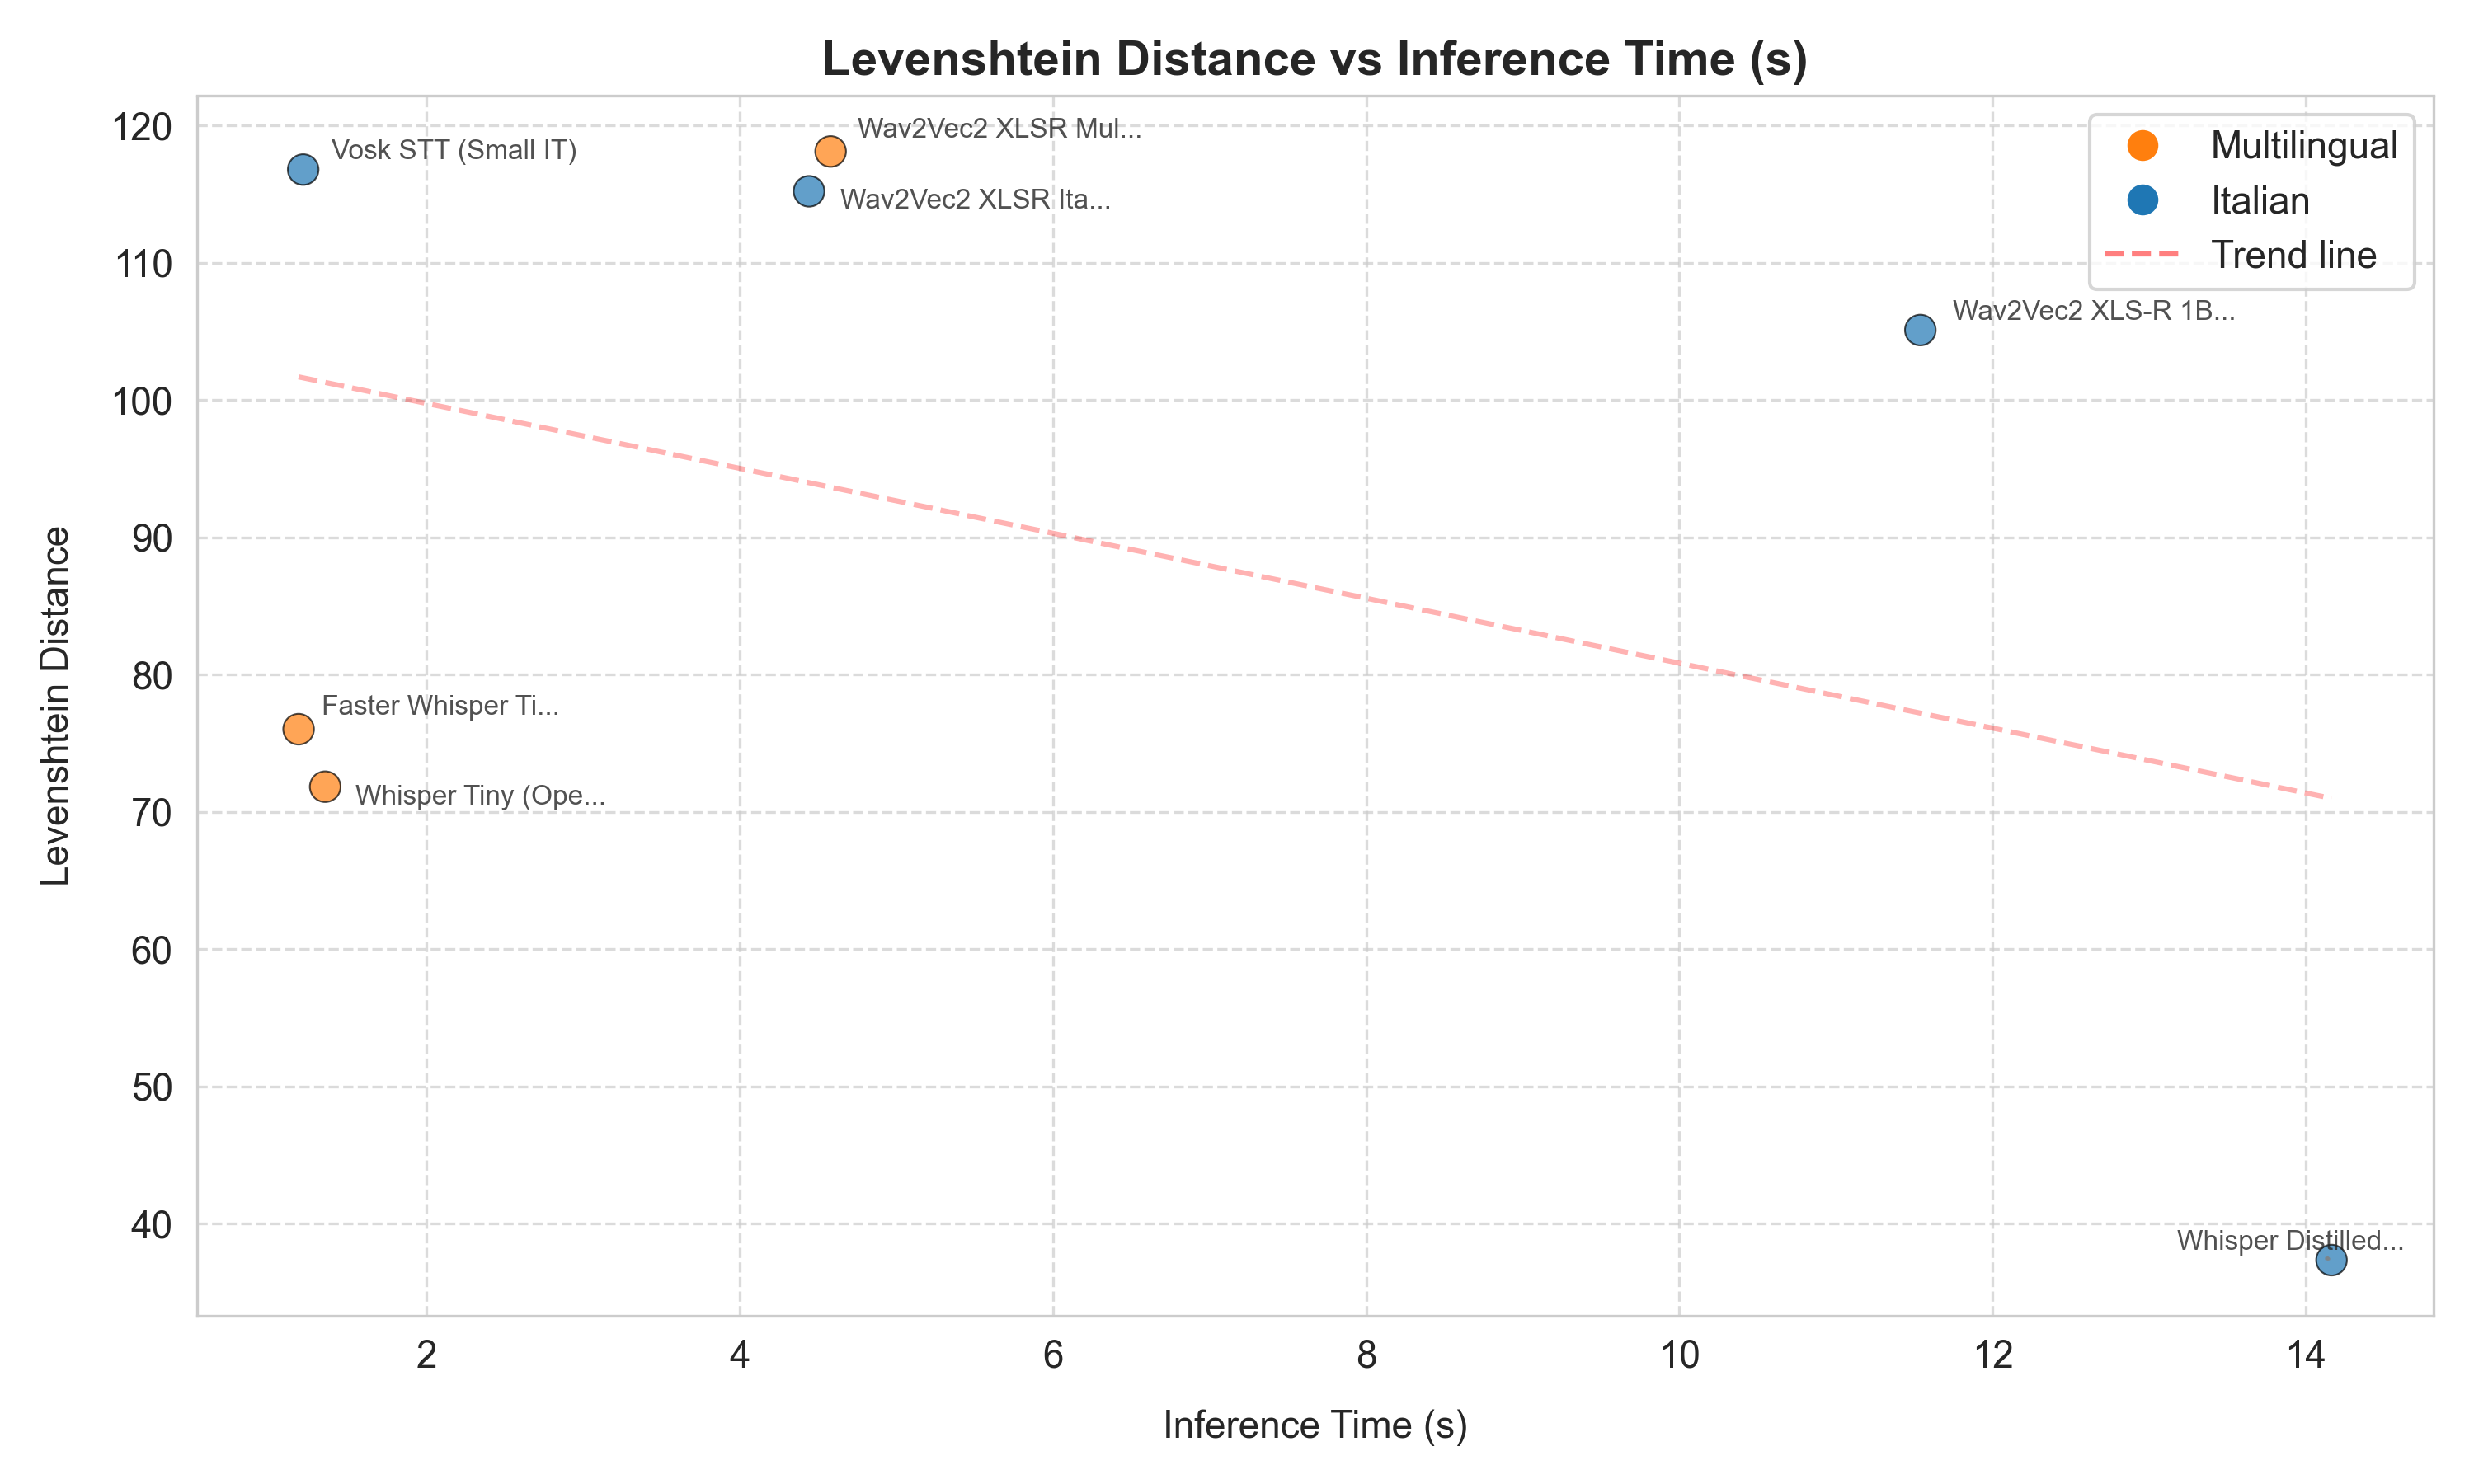 Levenshtein Distance vs Inference Time (s)
120
110
100
90
80
70
60
50
40
Levenshtein Distance
Vosk STT (Small IT)
Wav2Vec2 XLSR Mul...
Wav2Vec2 XLSR Ita...
Wav2Vec2 XLS-R 1B...
Faster Whisper Ti...
Whisper Tiny (Ope...
Whisper Distilled...
Multilingual
Italian
Trend line
2
4
6
8
10
12
14
Inference Time (s)